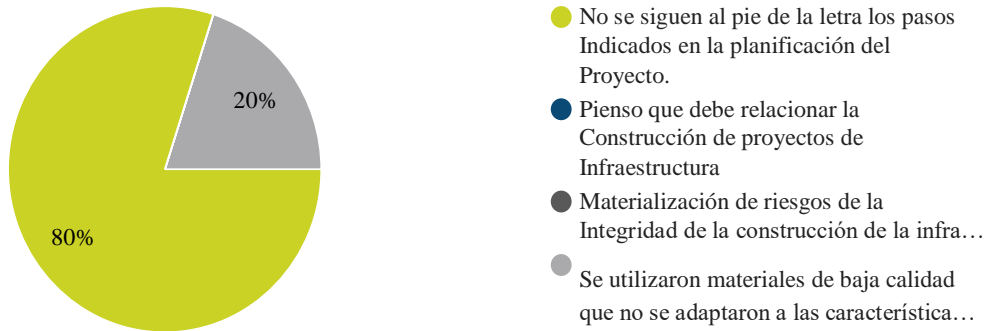 20%
80%
No se siguen al pie de la letra los pasos
Indicados en la planificación del
Proyecto.
Pienso que debe relacionar la
Construcción de proyectos de
Infraestructura
Materialización de riesgos de la
Integridad de la construcción de la infra…
Se utilizaron materiales de baja calidad
que no se adaptaron a las característica…